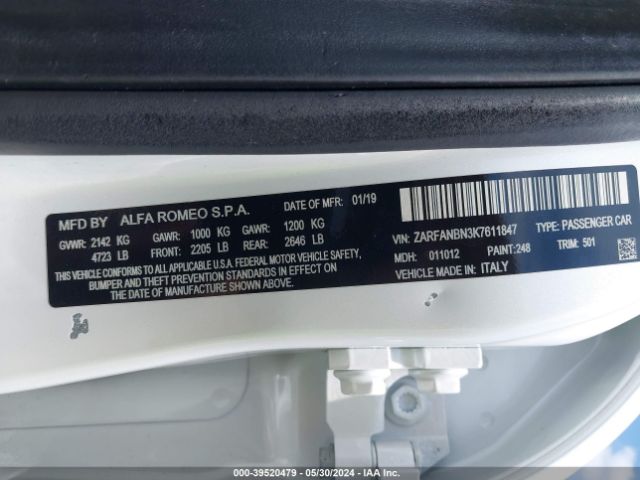 MFD BY ALFA ROMEO S.P.A. DATE OF MFR: 01/19
GVWR: 2142 KG GAWR: 1000 KG GAWR: 1200 KG
4723 LB FRONT: 2205 LB REAR: 2646 LB
THIS VEHICLE CONFORMS TO ALL APPLICABLE U.S.A. FEDERAL MOTOR VEHICLE SAFETY,
BUMPER AND THEFT PREVENTION STANDARDS IN EFFECT ON
THE DATE OF MANUFACTURE SHOWN ABOVE.
VIN: ZARFANBN3K7611847 TYPE: PASSENGER CAR
MDH: 011012 PAINT: 248 TRIM: 501
VEHICLE MADE IN: ITALY
000-39520479 - 05/30/2024 - IAA Inc.